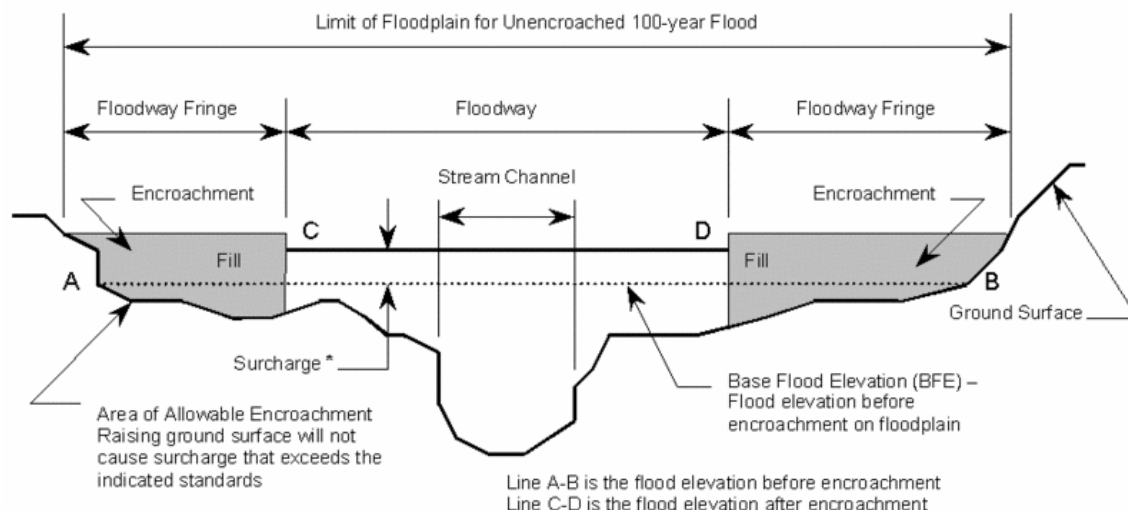 Limit of Floodplain for Unencroached 100-year Flood
Floodway Fringe
Floodway
Floodway Fringe
Stream Channel
Encroachment
Encroachment
C
D
Fill
Fill
A
B
Ground Surface
Surcharge *
Base Flood Elevation (BFE) –
Flood elevation before
encroachment on floodplain
Area of Allowable Encroachment
Raising ground surface will not
cause surcharge that exceeds the
indicated standards
Line A-B is the flood elevation before encroachment
Line C-D is the flood elevation after encroachment